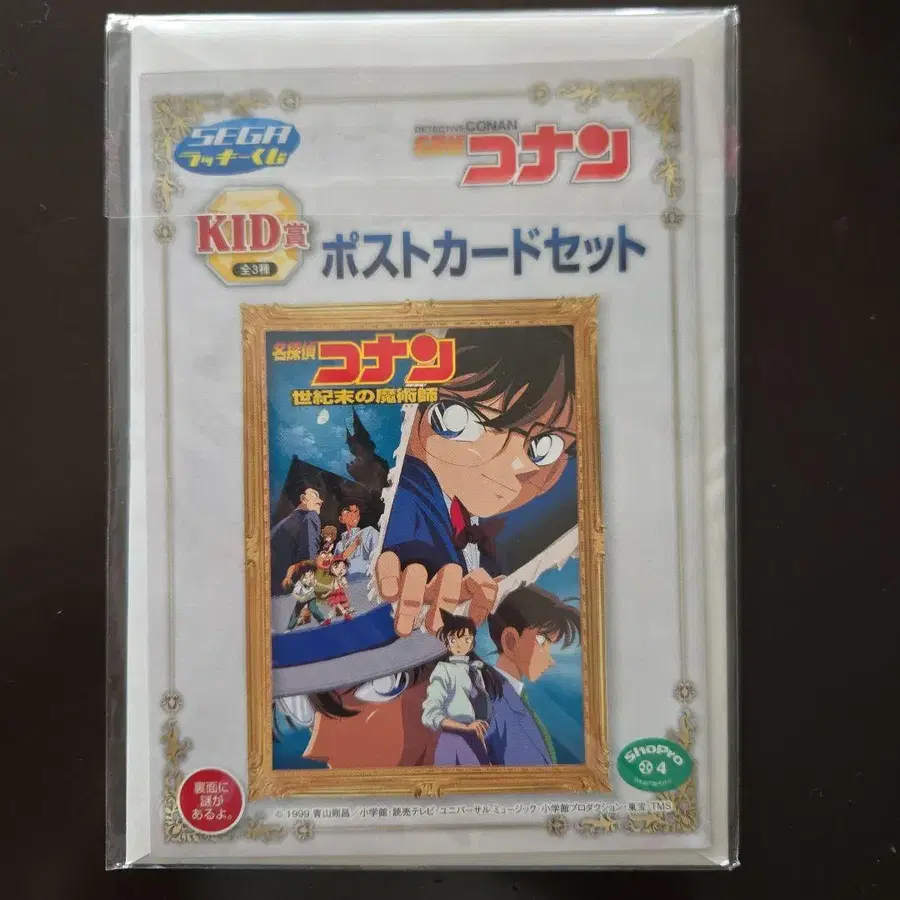 SEGA
ラッキーくじ
DETECTIVE CONAN
名探偵コナン
KID賞
全3種
ポストカードセット
名探偵
コナン
世紀末の魔術師
裏面に
謎が
あるよ。
ShoPro
4
© 1999 青山剛昌／小学館・読売テレビ・ユニバーサル ミュージック・小学館プロダクション・東宝・TMS